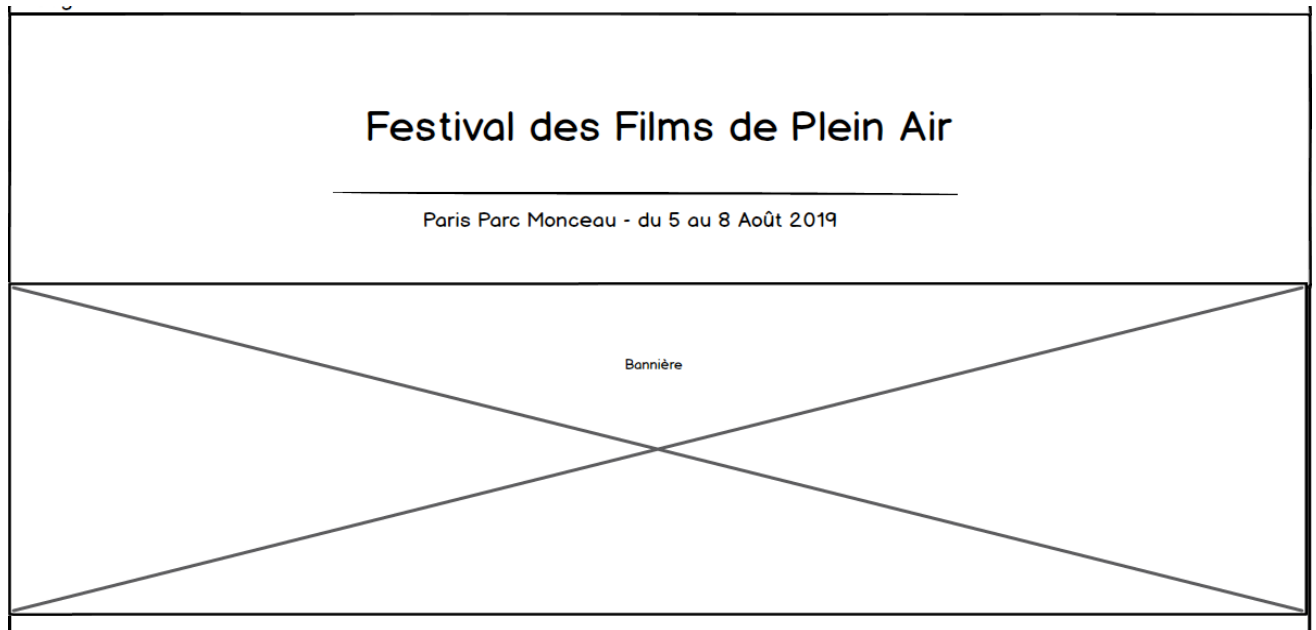 Festival des Films de Plein Air
Paris Parc Monceau - du 5 au 8 Août 2019
Bannière